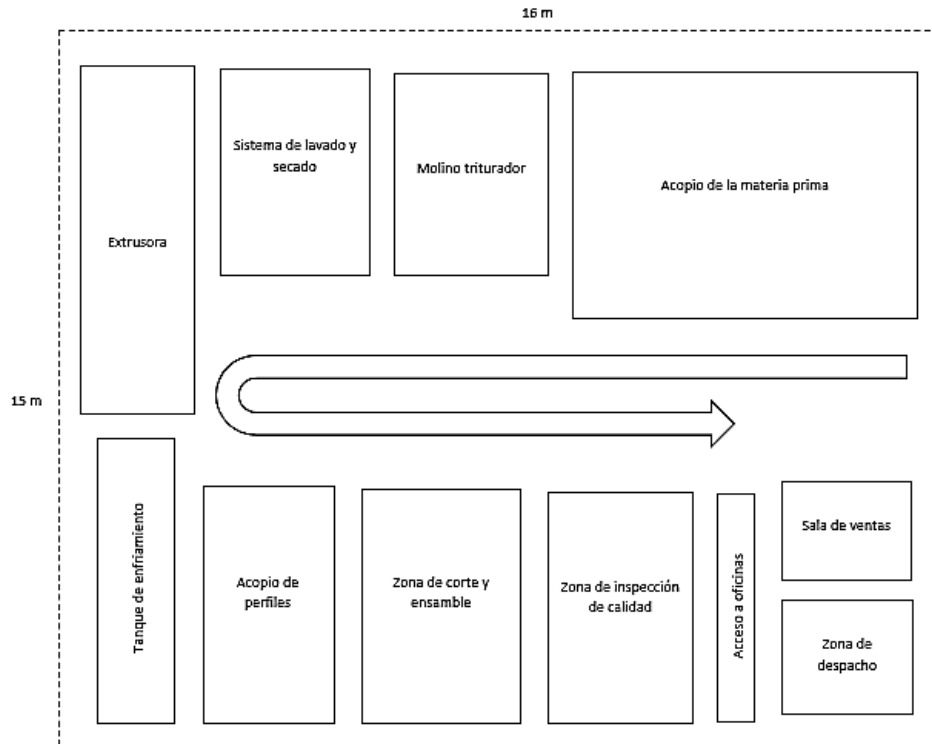 16 m
Sistema de lavado y
secado
Molino triturador
Acopio de la materia prima
Extrusora
15 m
Tanque de enfriamiento
Acopio de
perfiles
Zona de corte y
ensamble
Zona de inspección
de calidad
Acceso a oficinas
Sala de ventas
Zona de
despacho